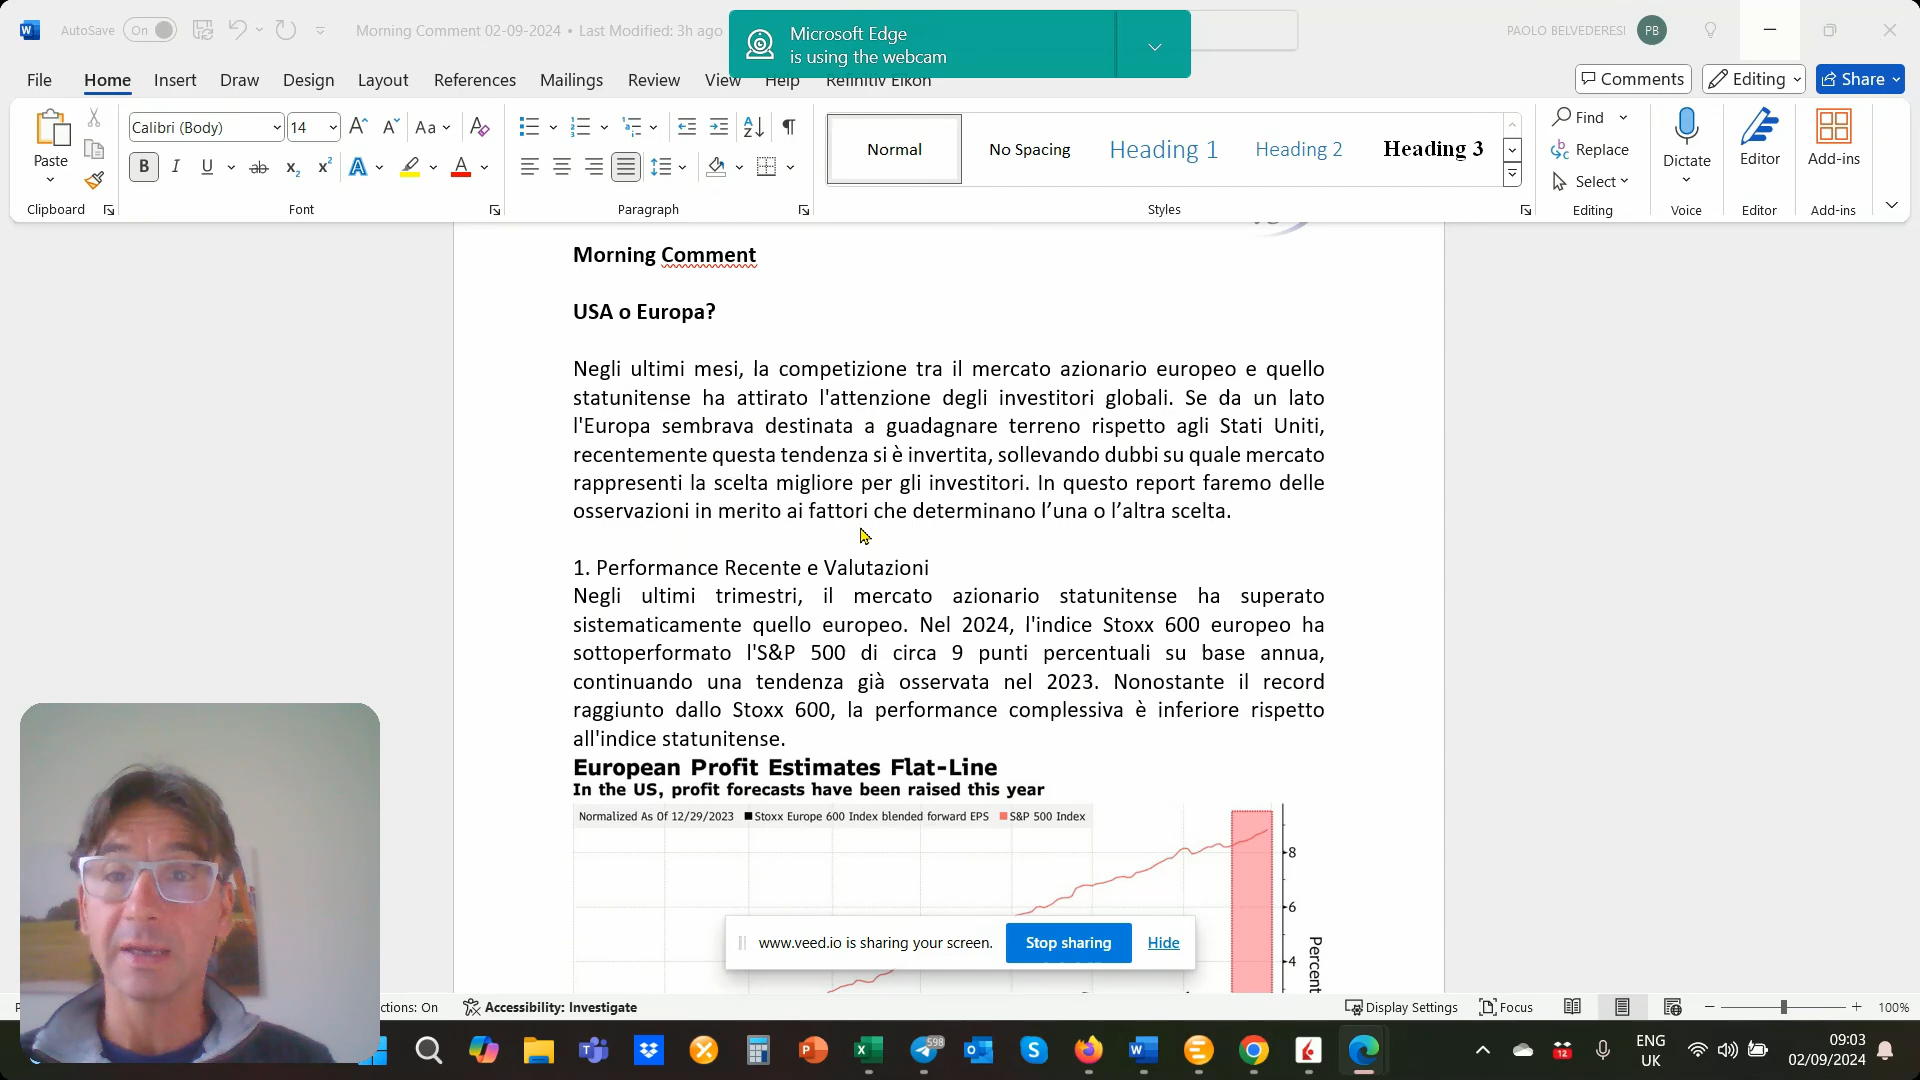 AutoSave On Morning Comment 02-09-2024 • Last Modified: 3h ago
Microsoft Edge
is using the webcam
PAOLO BELVEDERESI PB
File Home Insert Draw Design Layout References Mailings Review View Help Refinitiv Eikon Comments Editing Share
Paste
Clipboard
Calibri (Body) 14 Aa
B I U ab x₂ x² A A
Font
Paragraph
Normal
No Spacing
Heading 1
Heading 2
Heading 3
Styles
Find
Replace
Select
Editing
Dictate
Voice
Editor
Editor
Add-ins
Add-ins
Morning Comment
USA o Europa?
Negli ultimi mesi, la competizione tra il mercato azionario europeo e quello
statunitense ha attirato l'attenzione degli investitori globali. Se da un lato
l'Europa sembrava destinata a guadagnare terreno rispetto agli Stati Uniti,
recentemente questa tendenza si è invertita, sollevando dubbi su quale mercato
rappresenti la scelta migliore per gli investitori. In questo report faremo delle
osservazioni in merito ai fattori che determinano l’una o l’altra scelta.
1. Performance Recente e Valutazioni
Negli ultimi trimestri, il mercato azionario statunitense ha superato
sistematicamente quello europeo. Nel 2024, l'indice Stoxx 600 europeo ha
sottoperformato l'S&P 500 di circa 9 punti percentuali su base annua,
continuando una tendenza già osservata nel 2023. Nonostante il record
raggiunto dallo Stoxx 600, la performance complessiva è inferiore rispetto
all'indice statunitense.
European Profit Estimates Flat-Line
In the US, profit forecasts have been raised this year
Normalized As Of 12/29/2023 Stoxx Europe 600 Index blended forward EPS S&P 500 Index
8
6
4
Percent
www.veed.io is sharing your screen. Stop sharing Hide
ctions: On Accessibility: Investigate Display Settings Focus 100%
598
12
ENG
UK
09:03
02/09/2024